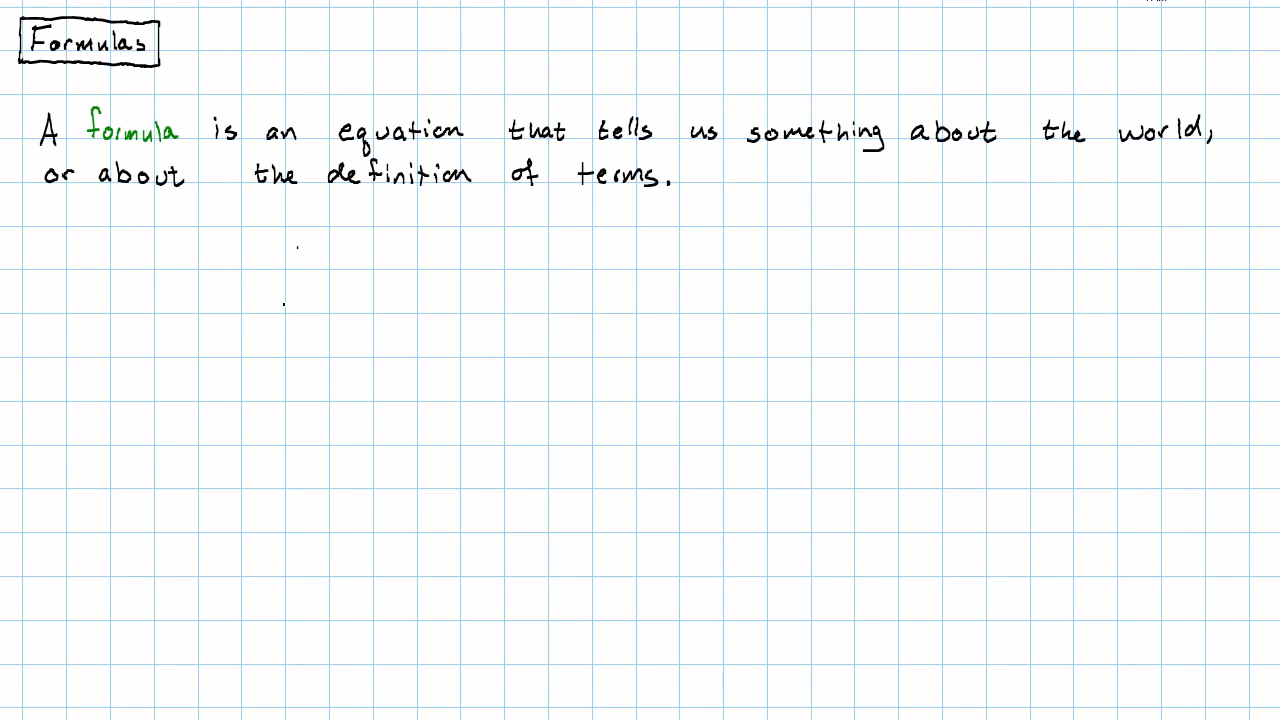 Formulas
A formula is an equation that tells us something about the world,
or about the definition of terms.